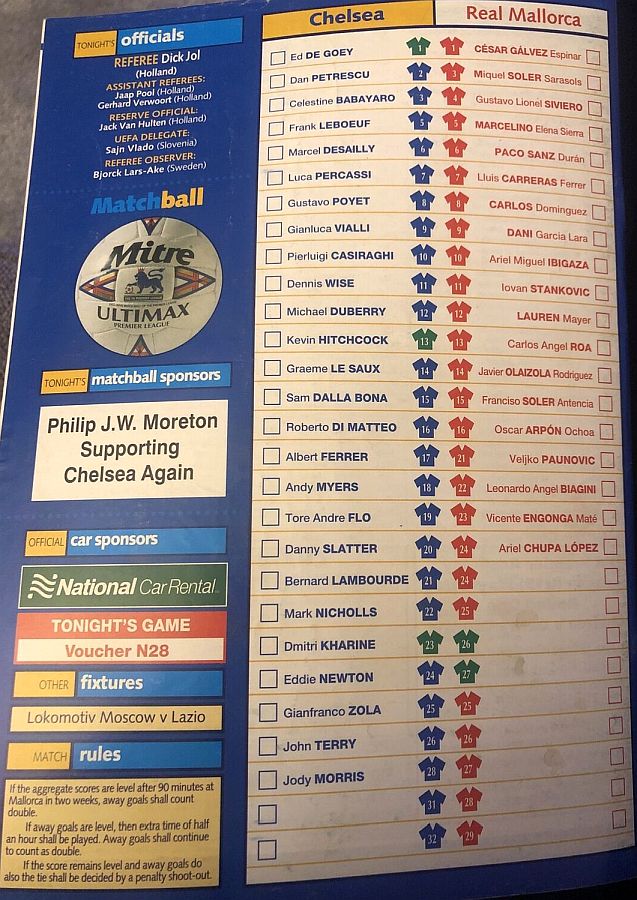 TONIGHT'S officials
REFEREE Dick Jol
(Holland)
ASSISTANT REFEREES:
Jaap Pool (Holland)
Gerhard Verwoort (Holland)
RESERVE OFFICIAL:
Jack Van Hulten (Holland)
UEFA DELEGATE:
Sajn Vlado (Slovenia)
REFEREE OBSERVER:
Bjorck Lars-Ake (Sweden)
Matchball
Mitre
ULTIMAX
PREMIER LEAGUE
TONIGHT'S matchball sponsors
Philip J.W. Moreton
Supporting
Chelsea Again
OFFICIAL car sponsors
National Car Rental
TONIGHT'S GAME
Voucher N28
OTHER fixtures
Lokomotiv Moscow v Lazio
MATCH rules
If the aggregate scores are level after 90 minutes at
Mallorca in two weeks, away goals shall count
double.
If away goals are level, then extra time of half
an hour shall be played. Away goals shall continue
to count as double.
If the score remains level and away goals do
also the tie shall be decided by a penalty shoot-out.
Chelsea Real Mallorca
Ed DE GOEY 1 1 CÉSAR GÁLVEZ Espinar
Dan PETRESCU 2 3 Miquel SOLER Sarasols
Celestine BABAYARO 3 4 Gustavo Lionel SIVIERO
Frank LEBOEUF 5 5 MARCELINO Elena Sierra
Marcel DESAILLY 6 6 PACO SANZ Durán
Luca PERCASSI 7 7 Lluis CARRERAS Ferrer
Gustavo POYET 8 8 CARLOS Dominguez
Gianluca VIALLI 9 9 DANI Garcia Lara
Pierluigi CASIRAGHI 10 10 Ariel Miguel IBIGAZA
Dennis WISE 11 11 Iovan STANKOVIC
Michael DUBERRY 12 12 LAUREN Mayer
Kevin HITCHCOCK 13 13 Carlos Angel ROA
Graeme LE SAUX 14 14 Javier OLAIZOLA Rodriguez
Sam DALLA BONA 15 15 Franciso SOLER Antencia
Roberto DI MATTEO 16 16 Oscar ARPÓN Ochoa
Albert FERRER 17 21 Veljko PAUNOVIC
Andy MYERS 18 22 Leonardo Angel BIAGINI
Tore Andre FLO 19 23 Vicente ENGONGA Maté
Danny SLATTER 20 24 Ariel CHUPA LÓPEZ
Bernard LAMBOURDE 21 24
Mark NICHOLLS 22 25
Dmitri KHARINE 23 26
Eddie NEWTON 24 27
Gianfranco ZOLA 25 25
John TERRY 26 26
Jody MORRIS 28 27
31 28
32 29